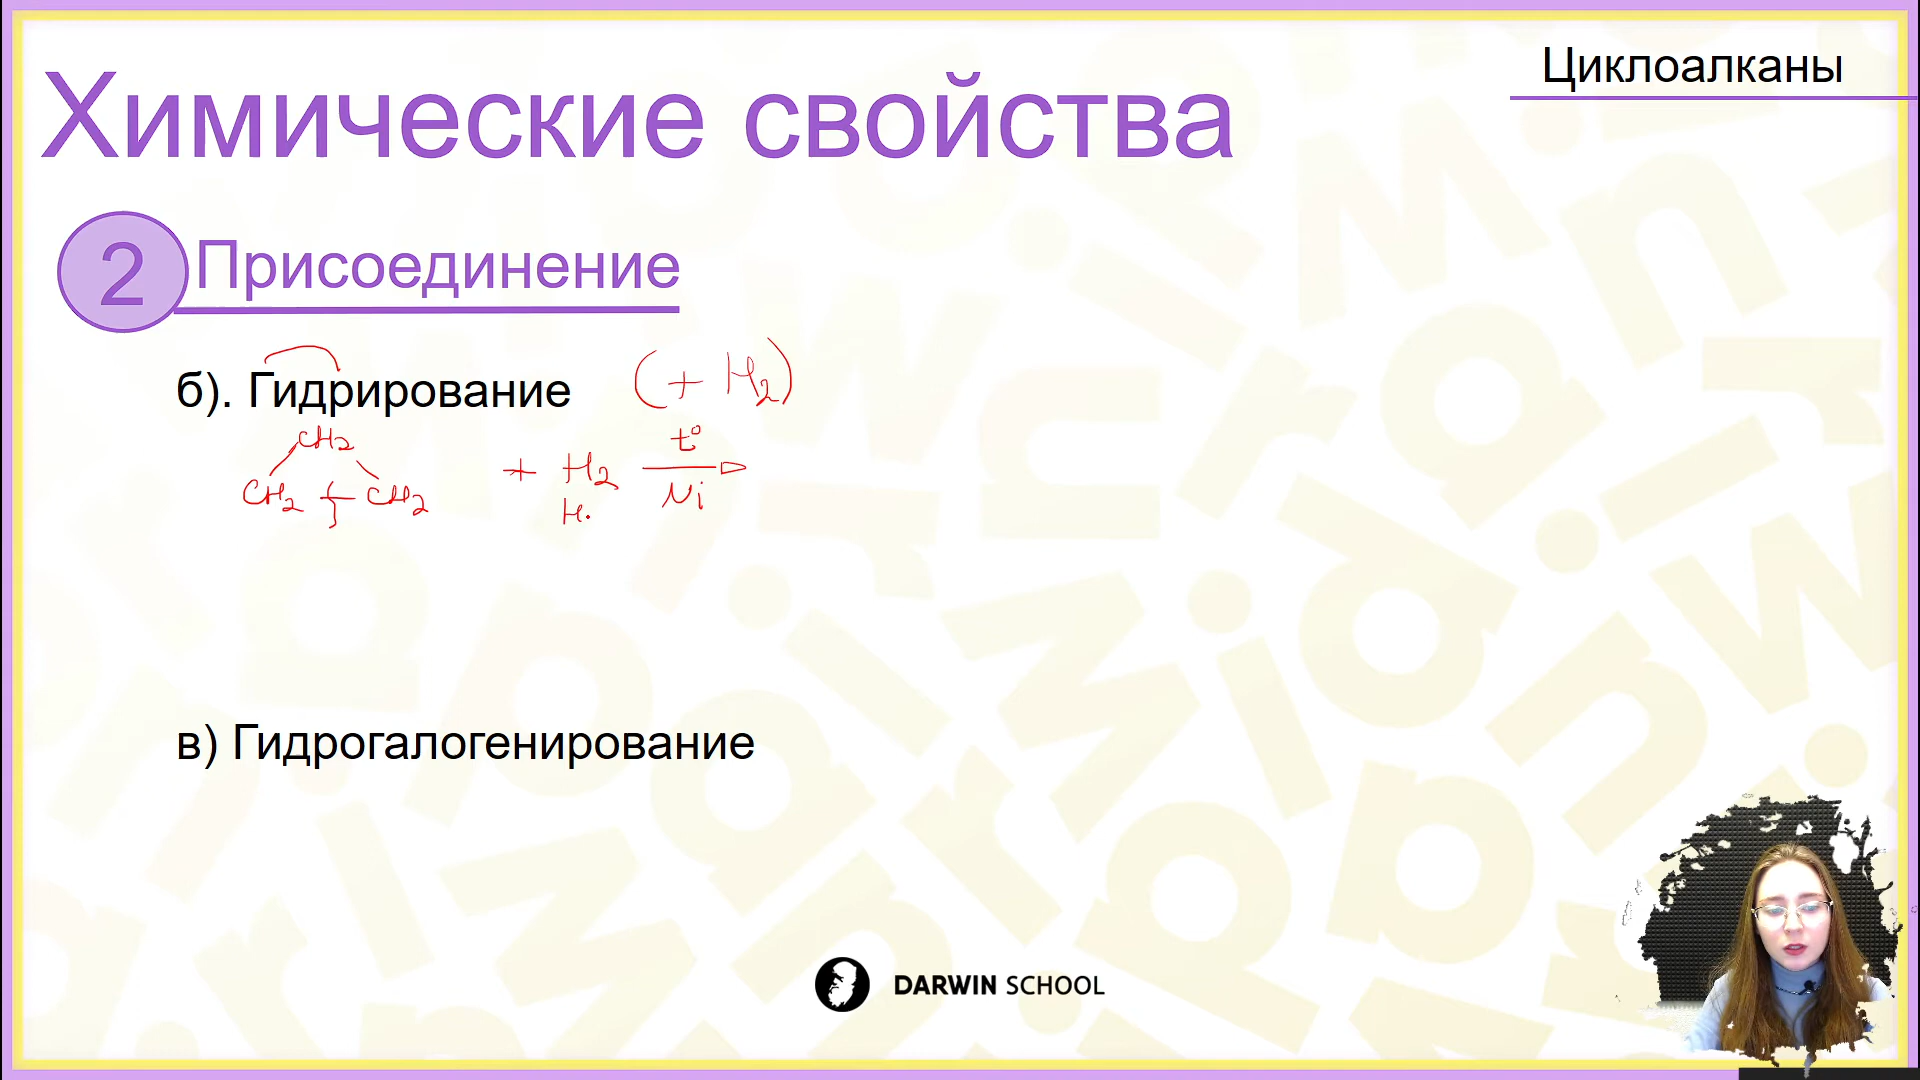 Циклоалканы
Химические свойства
2 Присоединение
б). Гидрирование (+ H2)
CH2
CH2 CH2 + H2 t° Ni
H·
в) Гидрогалогенирование
DARWIN SCHOOL